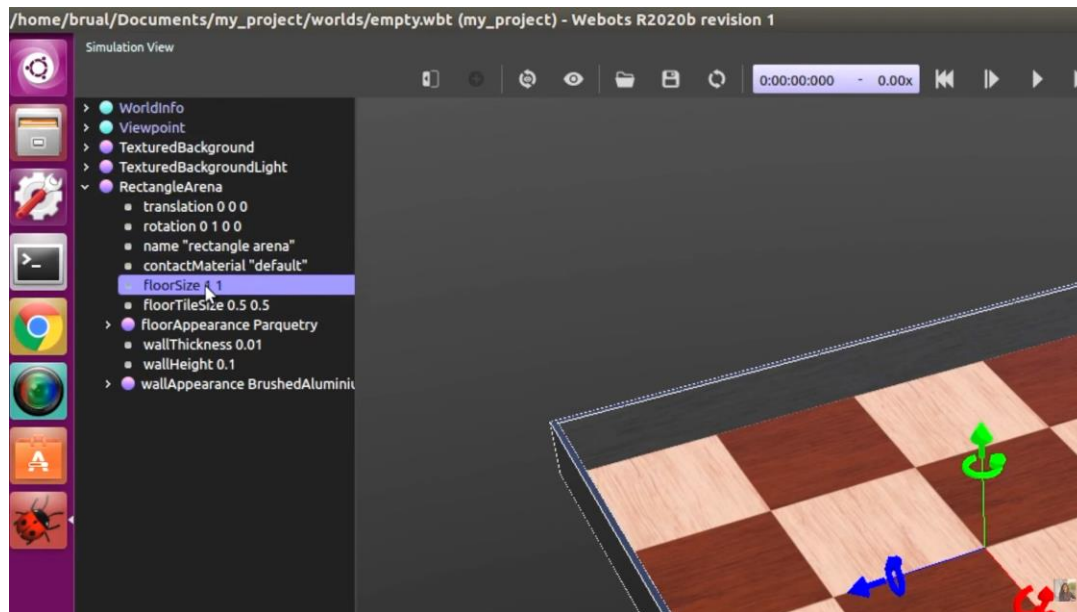 /home/brual/Documents/my_project/worlds/empty.wbt (my_project) - Webots R2020b revision 1
Simulation View
0:00:00:000 - 0.00x
WorldInfo
Viewpoint
TexturedBackground
TexturedBackgroundLight
RectangleArena
translation 0 0 0
rotation 0 1 0 0
name "rectangle arena"
contactMaterial "default"
floorSize 1 1
floorTileSize 0.5 0.5
floorAppearance Parquetry
wallThickness 0.01
wallHeight 0.1
wallAppearance BrushedAluminiu